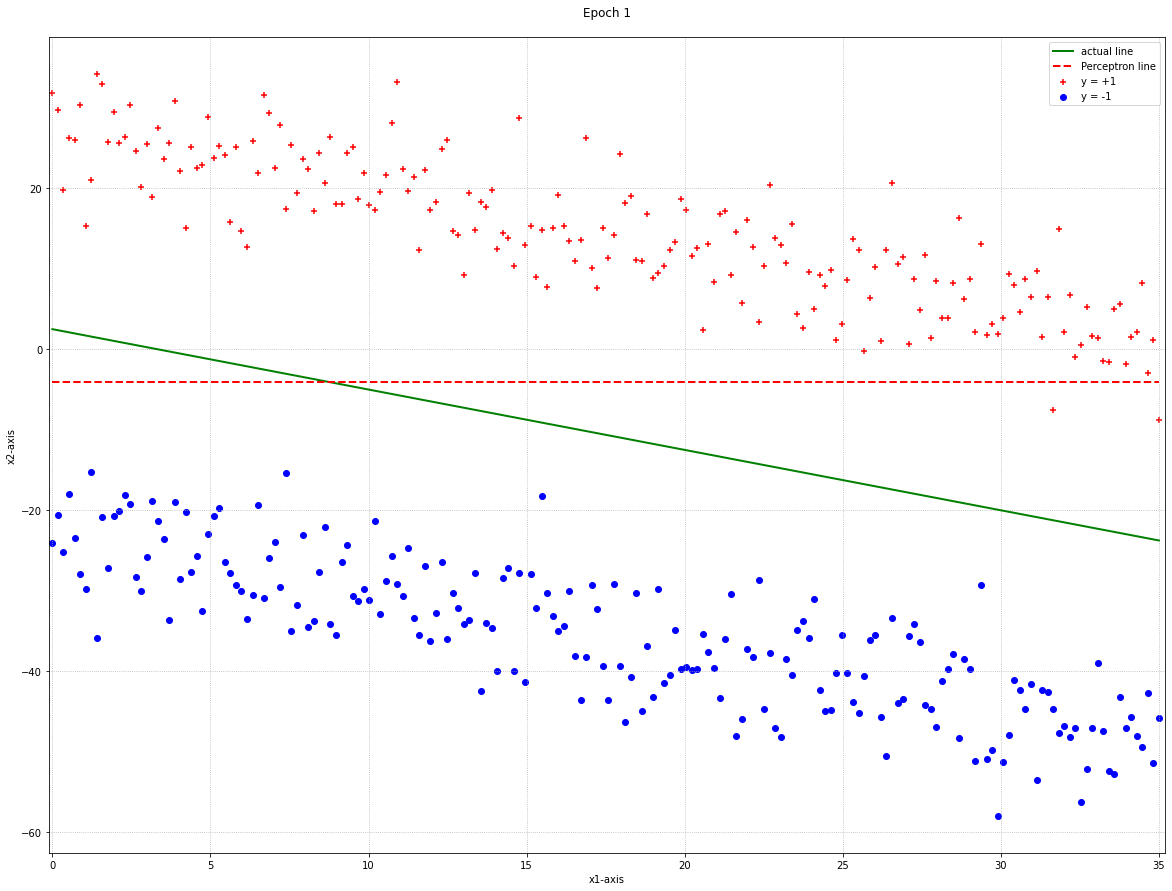 Epoch 1
actual line
Perceptron line
y = +1
y = -1
20
0
−20
−40
−60
x2-axis
0 5 10 15 20 25 30 35
x1-axis